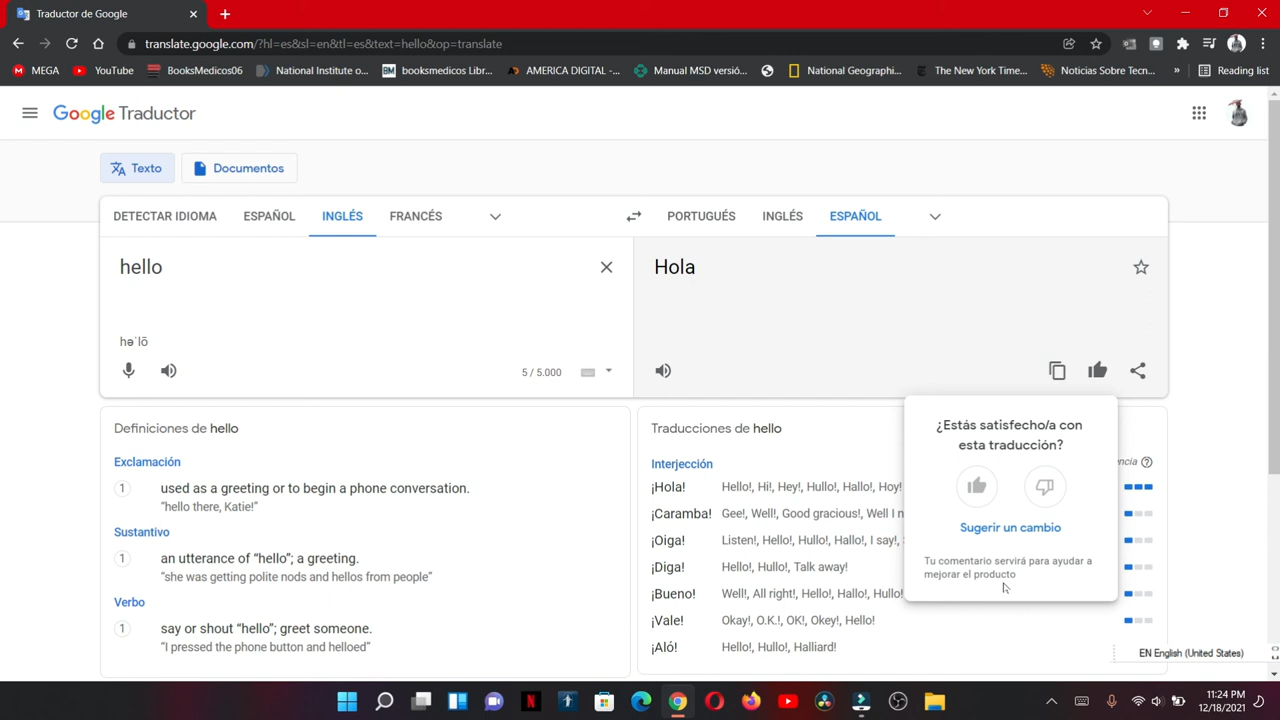 Traductor de Google
translate.google.com/?hl=es&sl=en&tl=es&text=hello&op=translate
MEGA YouTube BooksMedicos06 National Institute o... booksmedicos Libr... AMERICA DIGITAL -... Manual MSD versió... National Geographi... The New York Time... Noticias Sobre Tecn... » Reading list
Google Traductor
Texto Documentos
DETECTAR IDIOMA ESPAÑOL INGLÉS FRANCÉS PORTUGUÉS INGLÉS ESPAÑOL
hello Hola
həˈlō
5 / 5.000
¿Estás satisfecho/a con
esta traducción?
Sugerir un cambio
Tu comentario servirá para ayudar a
mejorar el producto
Definiciones de hello
Exclamación
1 used as a greeting or to begin a phone conversation.
“hello there, Katie!”
Sustantivo
1 an utterance of “hello”; a greeting.
“she was getting polite nods and hellos from people”
Verbo
1 say or shout “hello”; greet someone.
“I pressed the phone button and helloed”
Traducciones de hello
Interjección encia
¡Hola! Hello!, Hi!, Hey!, Hullo!, Hallo!, Hoy!
¡Caramba! Gee!, Well!, Good gracious!, Well I n
¡Oiga! Listen!, Hello!, Hullo!, Hallo!, I say!,
¡Diga! Hello!, Hullo!, Talk away!
¡Bueno! Well!, All right!, Hello!, Hallo!, Hullo!
¡Vale! Okay!, O.K.!, OK!, Okey!, Hello!
¡Aló! Hello!, Hullo!, Halliard!
EN English (United States)
11:24 PM
12/18/2021